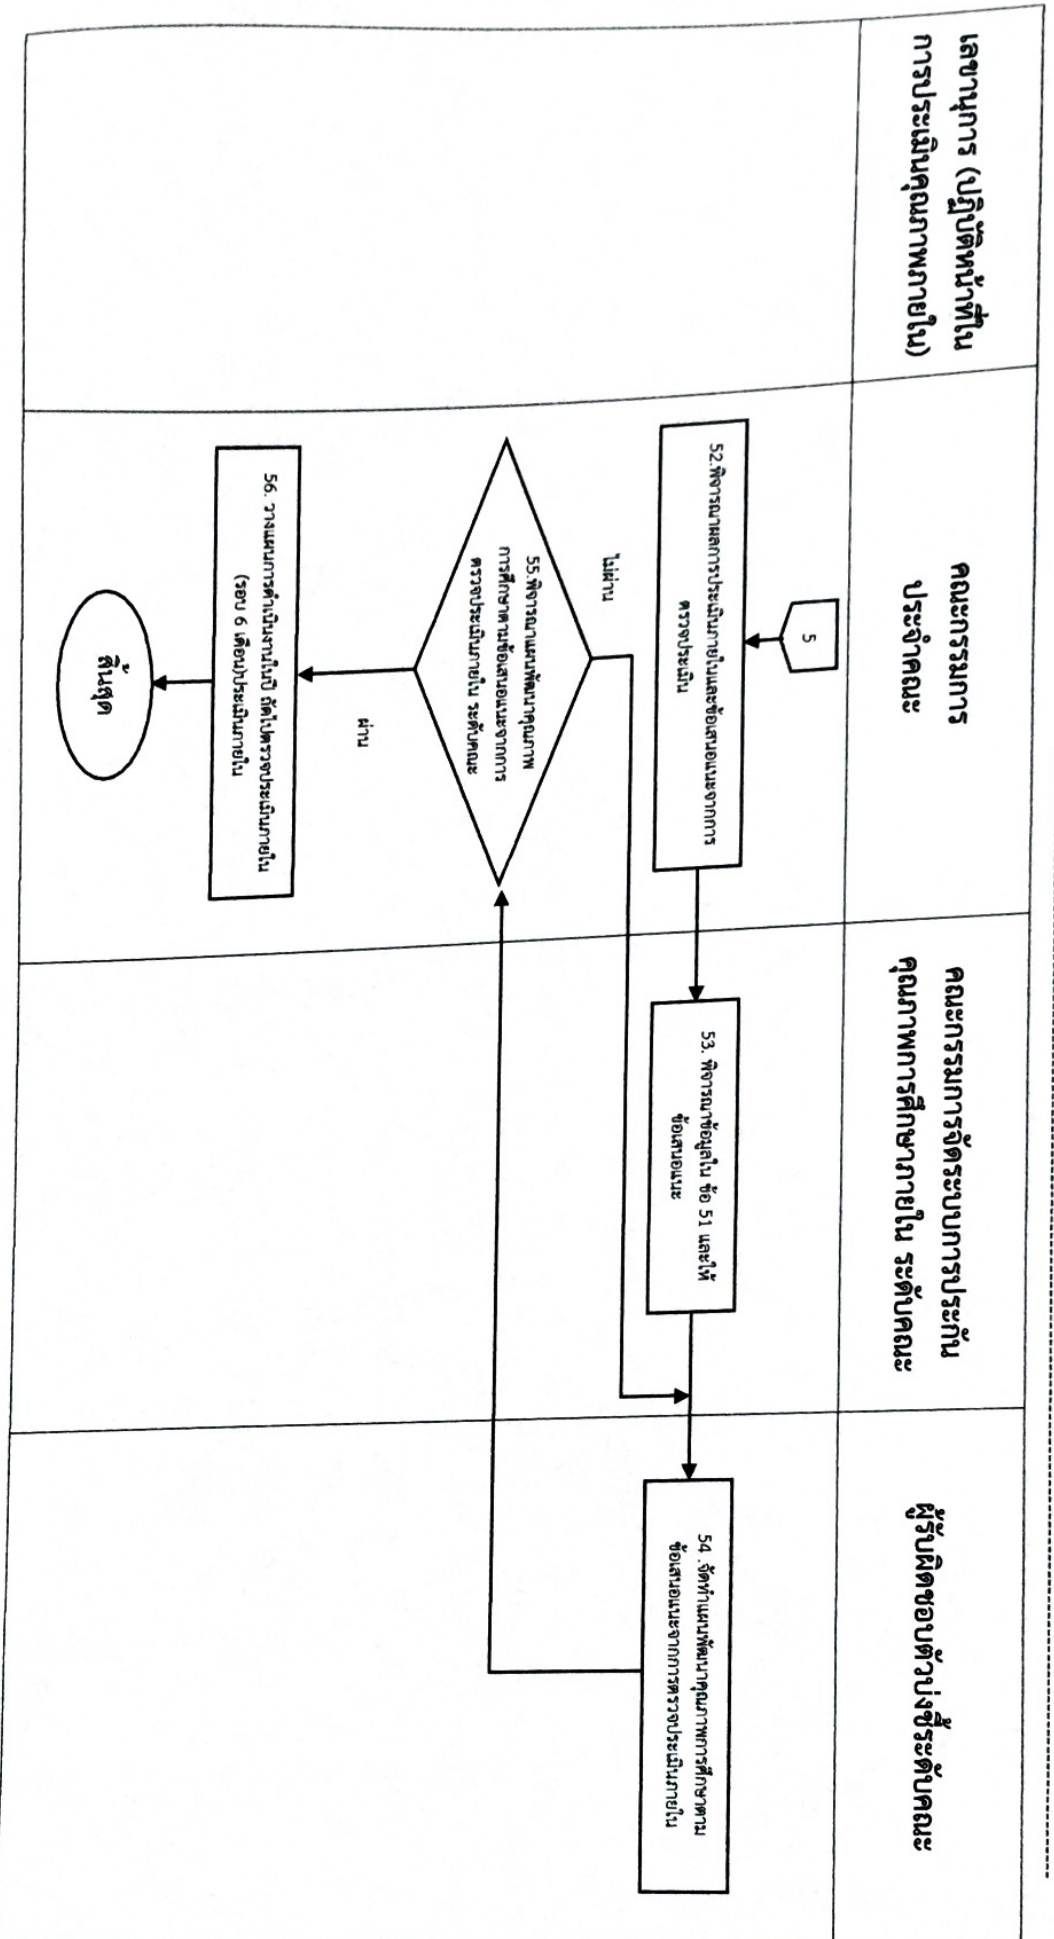 เลขานุการ (ปฏิบัติหน้าที่ใน
การประเมินคุณภาพภายใน)
คณะกรรมการ
ประจำคณะ
คณะกรรมการจัดระบบการประกัน
คุณภาพการศึกษาภายใน ระดับคณะ
ผู้รับผิดชอบตัวบ่งชี้ระดับคณะ
5
52.พิจารณาผลการประเมินภายในและข้อเสนอแนะจากการ
ตรวจประเมิน
53. พิจารณาข้อมูลใน ข้อ 51 และให้
ข้อเสนอแนะ
54 .จัดทำแผนพัฒนาคุณภาพการศึกษาตาม
ข้อเสนอแนะจากการตรวจประเมินภายใน
ไม่ผ่าน
55.พิจารณาแผนพัฒนาคุณภาพ
การศึกษาตามข้อเสนอแนะจากการ
ตรวจประเมินภายใน ระดับคณะ
ผ่าน
56. วางแผนการดำเนินงานในปี ถัดไปตรวจประเมินภายใน
(รอบ 6 เดือน)ประเมินภายใน
สิ้นสุด